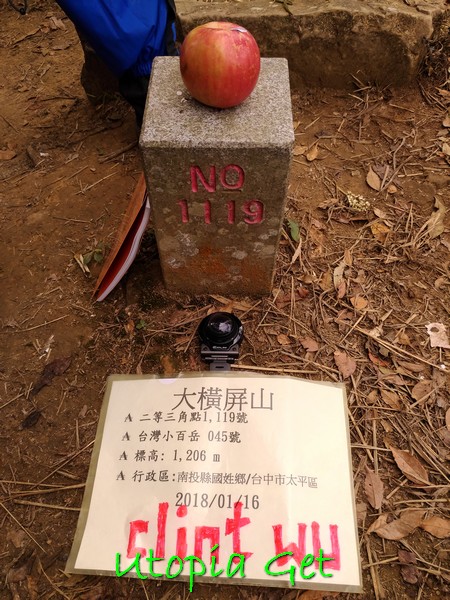 NO
1119
大橫屏山
A 二等三角點1,119號
A 台灣小百岳 045號
A 標高: 1,206 m
A 行政區:南投縣國姓鄉/台中市太平區
2018/01/16
clint wu
Utopia Get